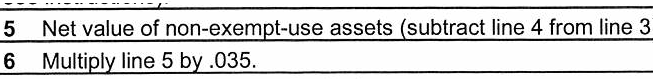 5 Net value of non-exempt-use assets (subtract line 4 from line 3
6 Multiply line 5 by .035.